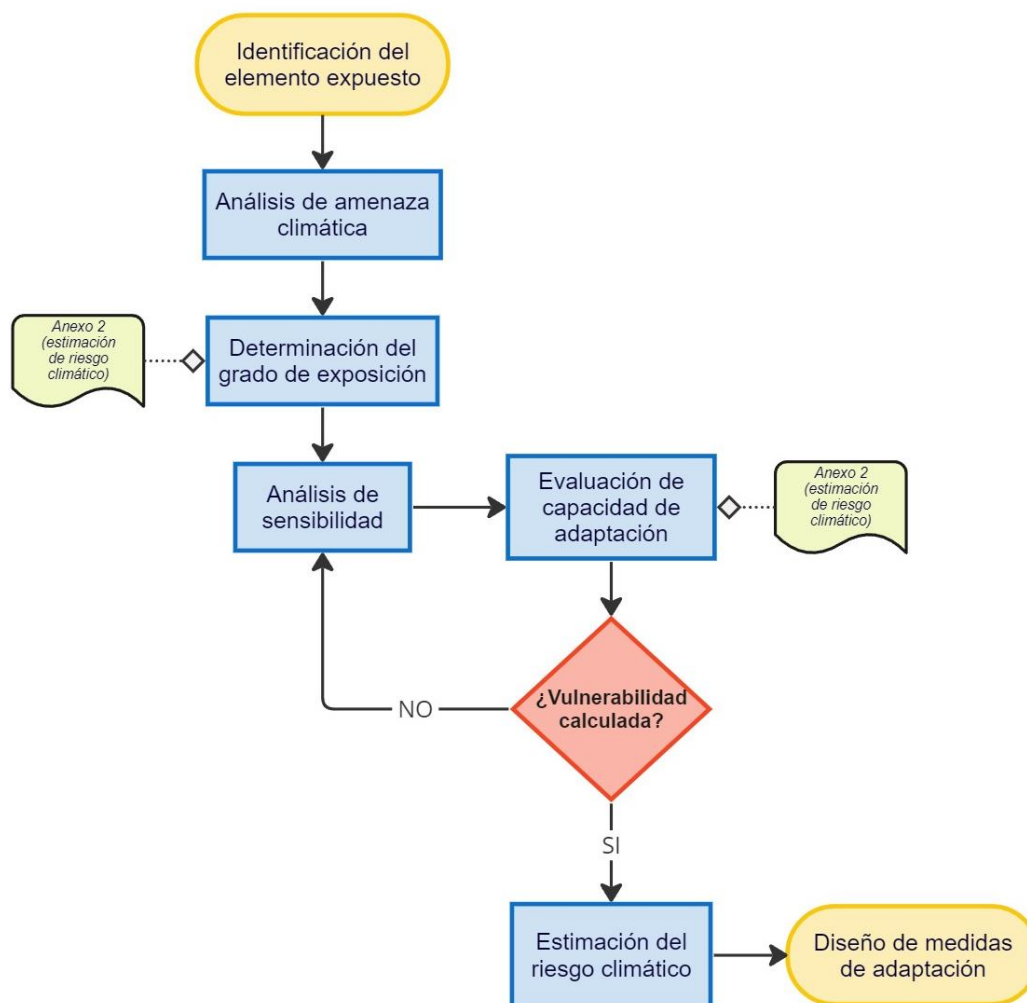 Identificación del
elemento expuesto
Análisis de amenaza
climática
Anexo 2
(estimación
de riesgo
climático)
Determinación del
grado de exposición
Análisis de
sensibilidad
Evaluación de
capacidad de
adaptación
Anexo 2
(estimación
de riesgo
climático)
¿Vulnerabilidad
calculada?
NO
SI
Estimación del
riesgo climático
Diseño de medidas
de adaptación